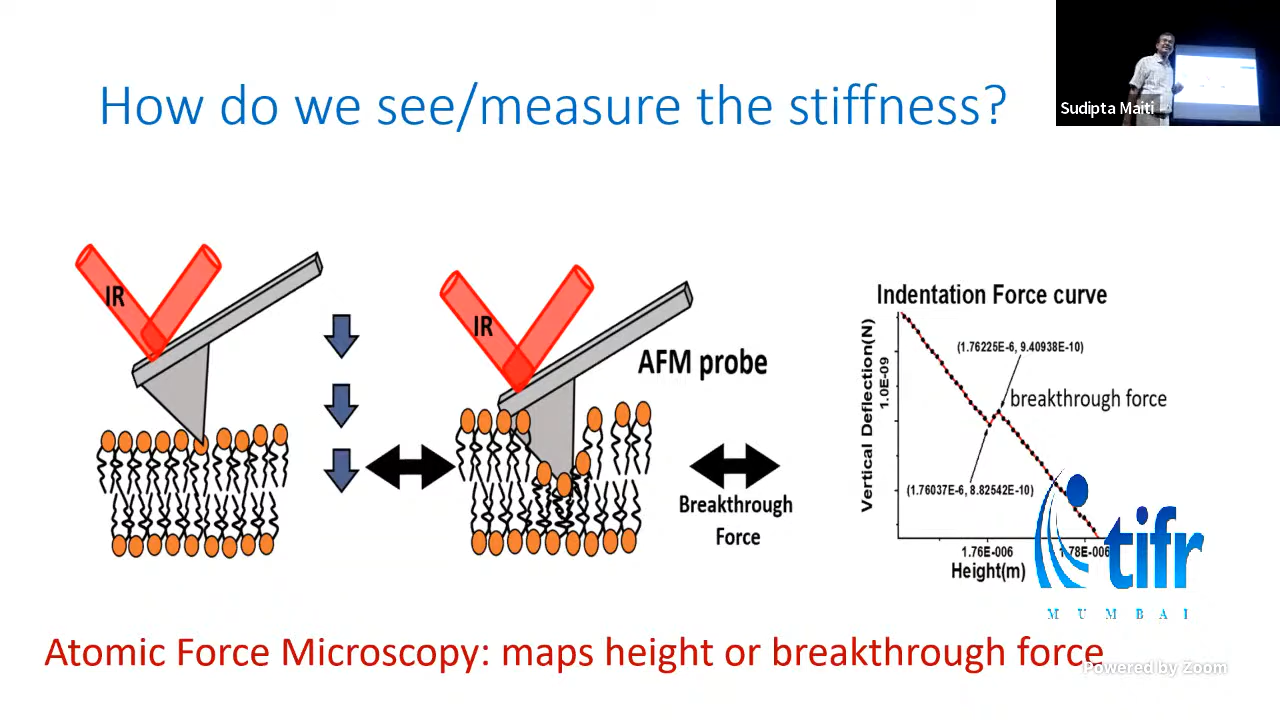 How do we see/measure the stiffness?
Sudipta Maiti
IR
IR
AFM probe
Breakthrough
Force
Indentation Force curve
(1.76225E-6, 9.40938E-10)
breakthrough force
Vertical Deflection(N)
1.0E-09
(1.76037E-6, 8.82542E-10)
1.76E-006
1.78E-006
Height(m)
tifr
MUMBAI
Atomic Force Microscopy: maps height or breakthrough force
Powered by Zoom